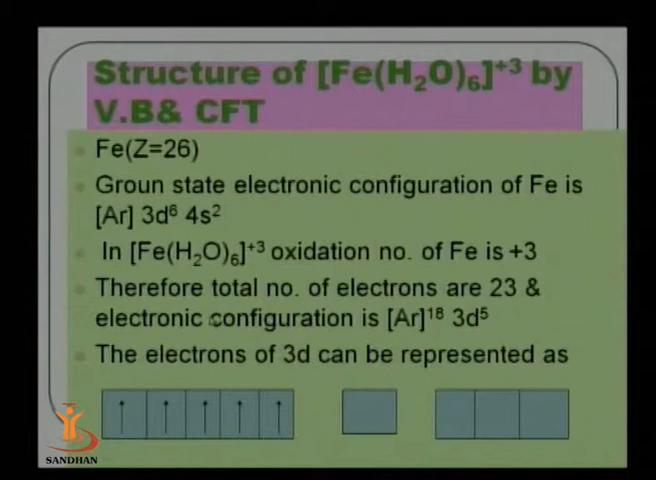 Structure of [Fe(H₂O)₆]⁺³ by
V.B& CFT
Fe(Z=26)
Groun state electronic configuration of Fe is
[Ar] 3d⁶ 4s²
In [Fe(H₂O)₆]⁺³ oxidation no. of Fe is +3
Therefore total no. of electrons are 23 &
electronic configuration is [Ar]¹⁸ 3d⁵
The electrons of 3d can be represented as
SANDHAN